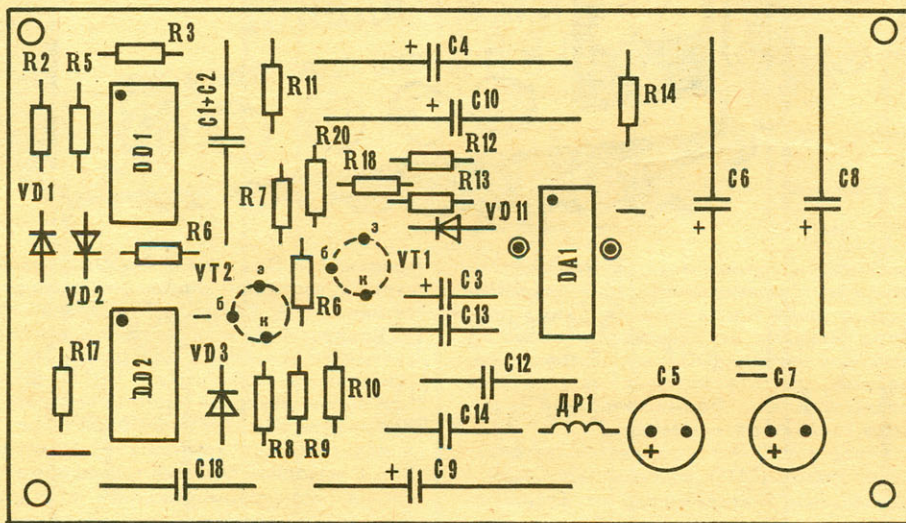 R3
C4
R2
R5
C1+C2
R11
C10
R14
DD1
R20
R12
R18
R13
C6
C8
VD1
R7
VD11
DA1
R6
э
б
VT1
к
VT2
э
б
к
R6
C3
C13
VD2
VD3
R17
DD2
C12
R10
C5
C7
ДР1
C14
R8
R9
C18
C9
+
+
+
+
+
+
+
+